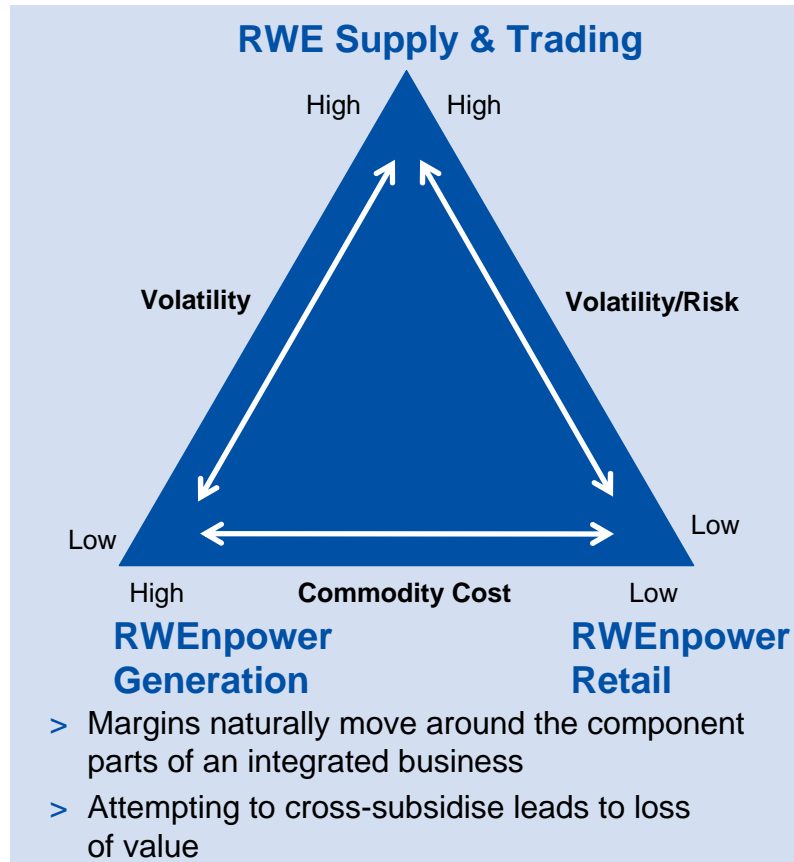 RWE Supply & Trading
High High
Volatility Volatility/Risk
Low Low
High Commodity Cost Low
RWEnpower RWEnpower
Generation Retail
> Margins naturally move around the component
parts of an integrated business
> Attempting to cross-subsidise leads to loss
of value